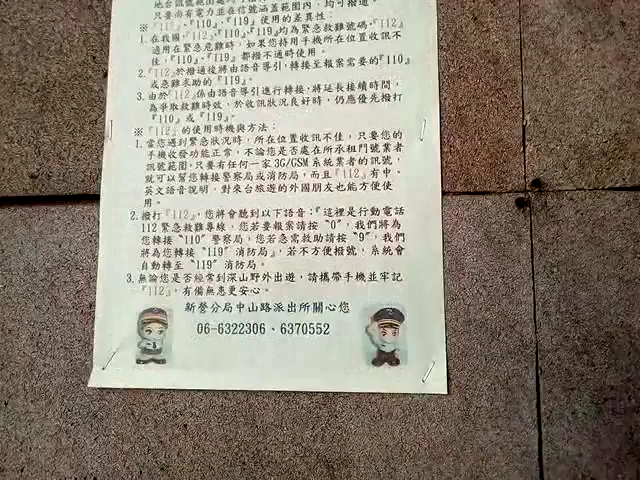 地台訊號範圍
只要尚有電力並在信號涵蓋範圍內，均可撥通
※『112』、『110』、『119』使用的差異性：
1. 在我國『112』『110』『119』均為緊急救難號碼，『112』
適用在緊急危難時，如果您持用手機所在位置收訊不
佳，『110』、『119』都撥不通時使用。
2.『112』於撥通後將由語音導引，轉接至報案需要的『110』
或急難求助的『119』。
3. 由於『112』係由語音導引進行轉接，將延長接續時間，
為爭取救難時效，於收訊狀況良好時，仍應優先撥打
『110』或『119』。
※『112』的使用時機與方法：
1. 當您遇到緊急狀況時，所在位置收訊不佳，只要您的
手機收發功能正常，不論您是否處在所承租門號業者
訊號範圍，只要有任何一家3G/GSM系統業者的訊號，
就可以幫您轉接警察局或消防局，而且『112』有中、
英文語音說明，對來台旅遊的外國朋友也能方便使
用。
2. 撥打『112』，您將會聽到以下語音：『這裡是行動電話
112緊急救難專線，您若要報案請按〝0〞，我們將為
您轉接〝110〞警察局，您若急需救助請按〝9〞，我們
將為您轉接〝119〞消防局』，若不方便撥號，系統會
自動轉至〝119〞消防局。
3. 無論您是否經常到深山野外出遊，請攜帶手機並牢記
『112』，有備無患更安心。
新營分局中山路派出所關心您
06-6322306、6370552